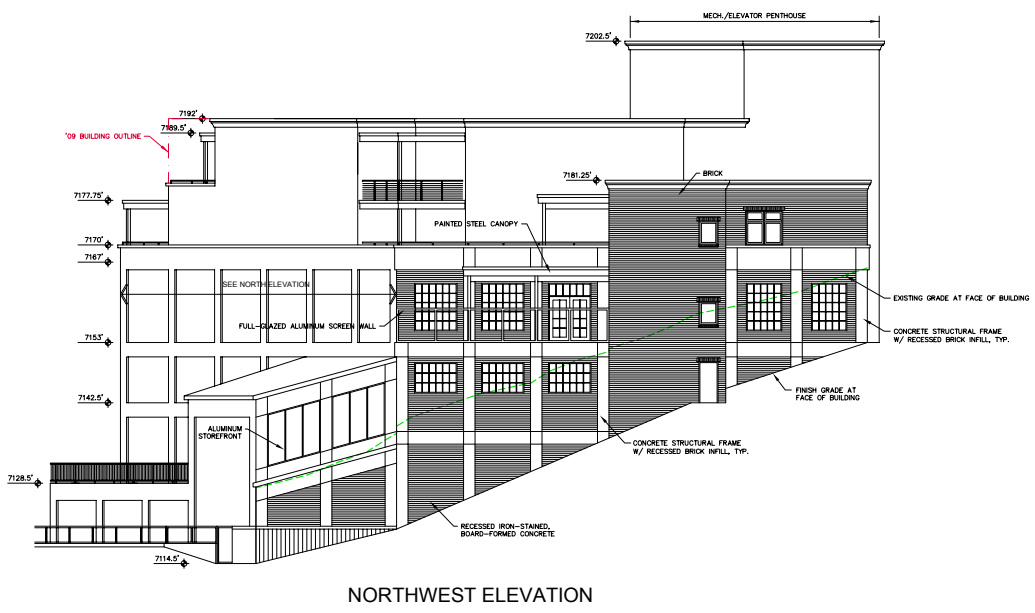 MECH./ELEVATOR PENTHOUSE
7202.5'
7192'
7189.5'
'09 BUILDING OUTLINE
7181.25'
BRICK
7177.75'
PAINTED STEEL CANOPY
7170'
7167'
SEE NORTH ELEVATION
EXISTING GRADE AT FACE OF BUILDING
FULL-GLAZED ALUMINUM SCREEN WALL
CONCRETE STRUCTURAL FRAME
W/ RECESSED BRICK INFILL, TYP.
7153'
FINISH GRADE AT
FACE OF BUILDING
7142.5'
ALUMINUM
STOREFRONT
CONCRETE STRUCTURAL FRAME
W/ RECESSED BRICK INFILL, TYP.
7128.5'
RECESSED IRON-STAINED,
BOARD-FORMED CONCRETE
7114.5'
NORTHWEST ELEVATION